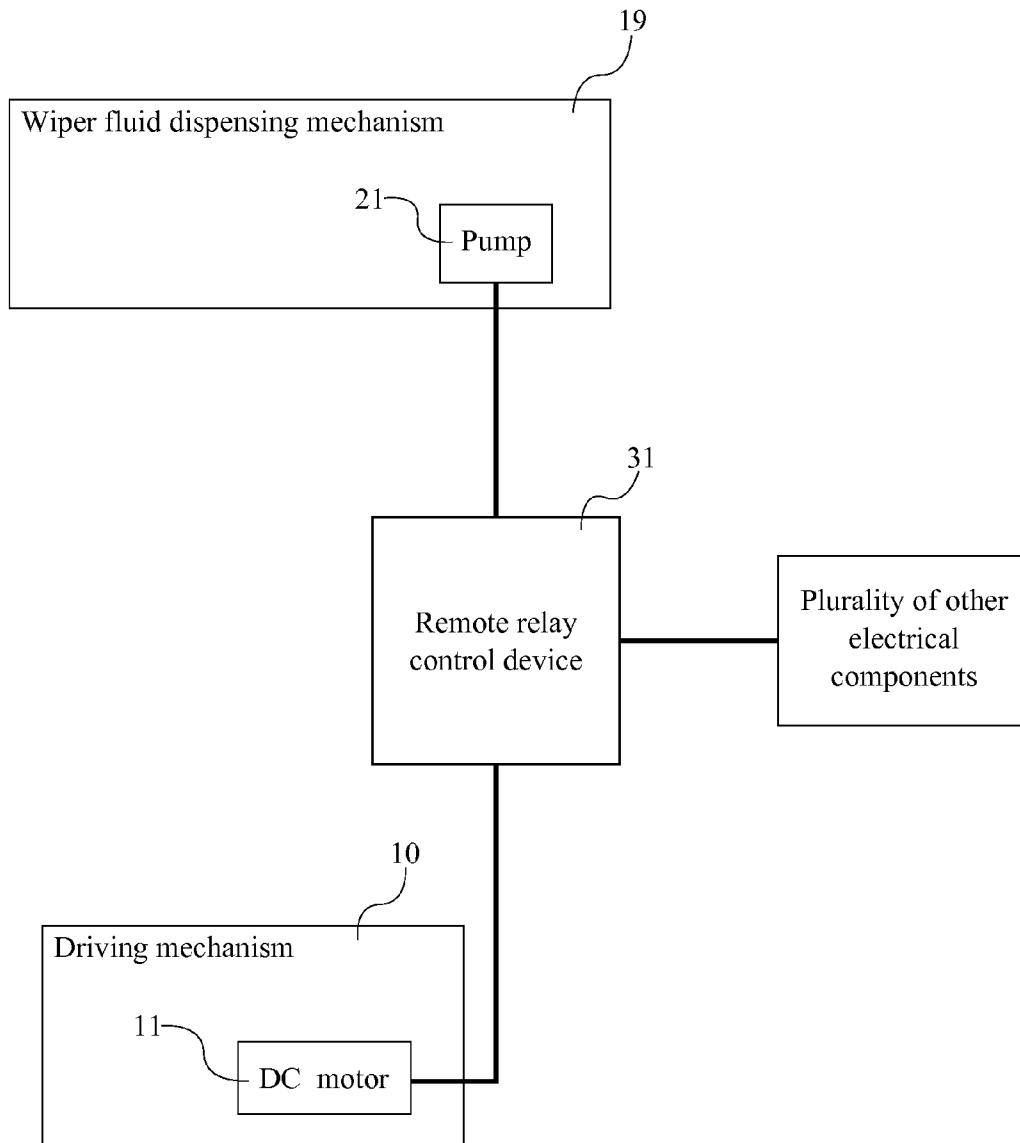 19
Wiper fluid dispensing mechanism
21
Pump
31
Remote relay
control device
Plurality of other
electrical
components
10
Driving mechanism
11
DC motor